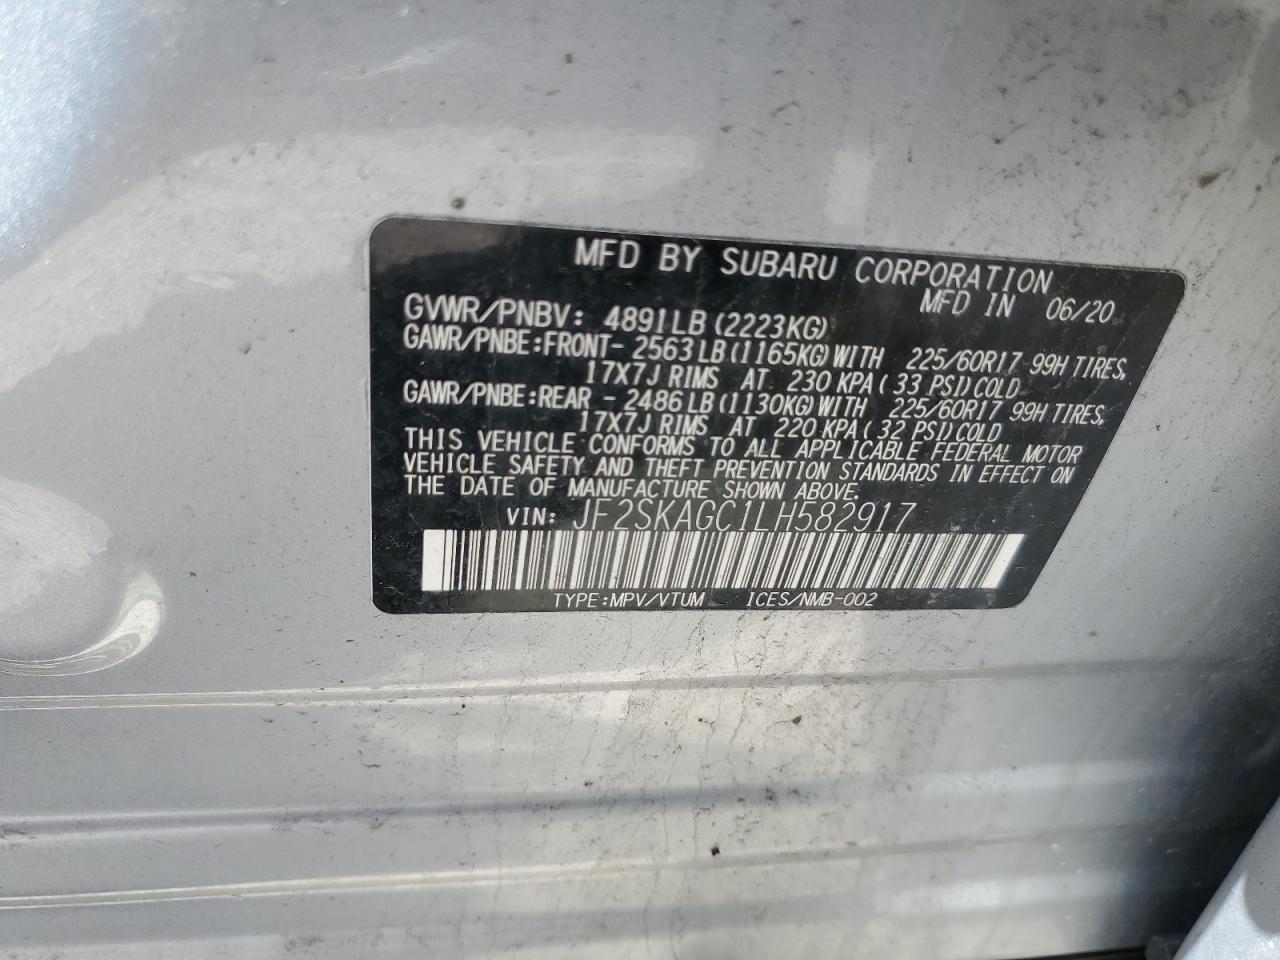 MFD BY SUBARU CORPORATION
MFD IN 06/20
GVWR/PNBV: 4891LB (2223KG)
GAWR/PNBE:FRONT- 2563LB (1165KG) WITH 225/60R17 99H TIRES,
17X7J RIMS AT 230 KPA ( 33 PSI) COLD
GAWR/PNBE:REAR - 2486LB (1130KG) WITH 225/60R17 99H TIRES,
17X7J RIMS AT 220 KPA ( 32 PSI) COLD
THIS VEHICLE CONFORMS TO ALL APPLICABLE FEDERAL MOTOR
VEHICLE SAFETY AND THEFT PREVENTION STANDARDS IN EFFECT ON
THE DATE OF MANUFACTURE SHOWN ABOVE.
VIN: JF2SKAGC1LH582917
TYPE:MPV/VTUM ICES/NMB-002